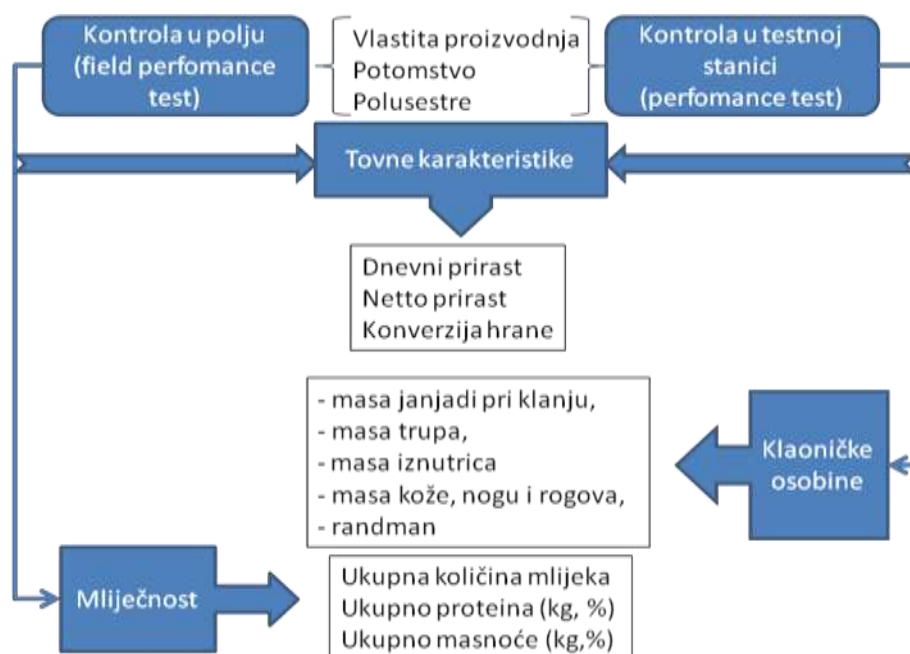 Kontrola u polju
(field perfomance
test)
Vlastita proizvodnja
Potomstvo
Polusestre
Kontrola u testnoj
stanici
(perfomance test)
Tovne karakteristike
Dnevni prirast
Netto prirast
Konverzija hrane
- masa janjadi pri klanju,
- masa trupa,
- masa iznutrica
- masa kože, nogu i rogova,
- randman
Klaoničke
osobine
Mliječnost
Ukupna količina mlijeka
Ukupno proteina (kg, %)
Ukupno masnoće (kg,%)